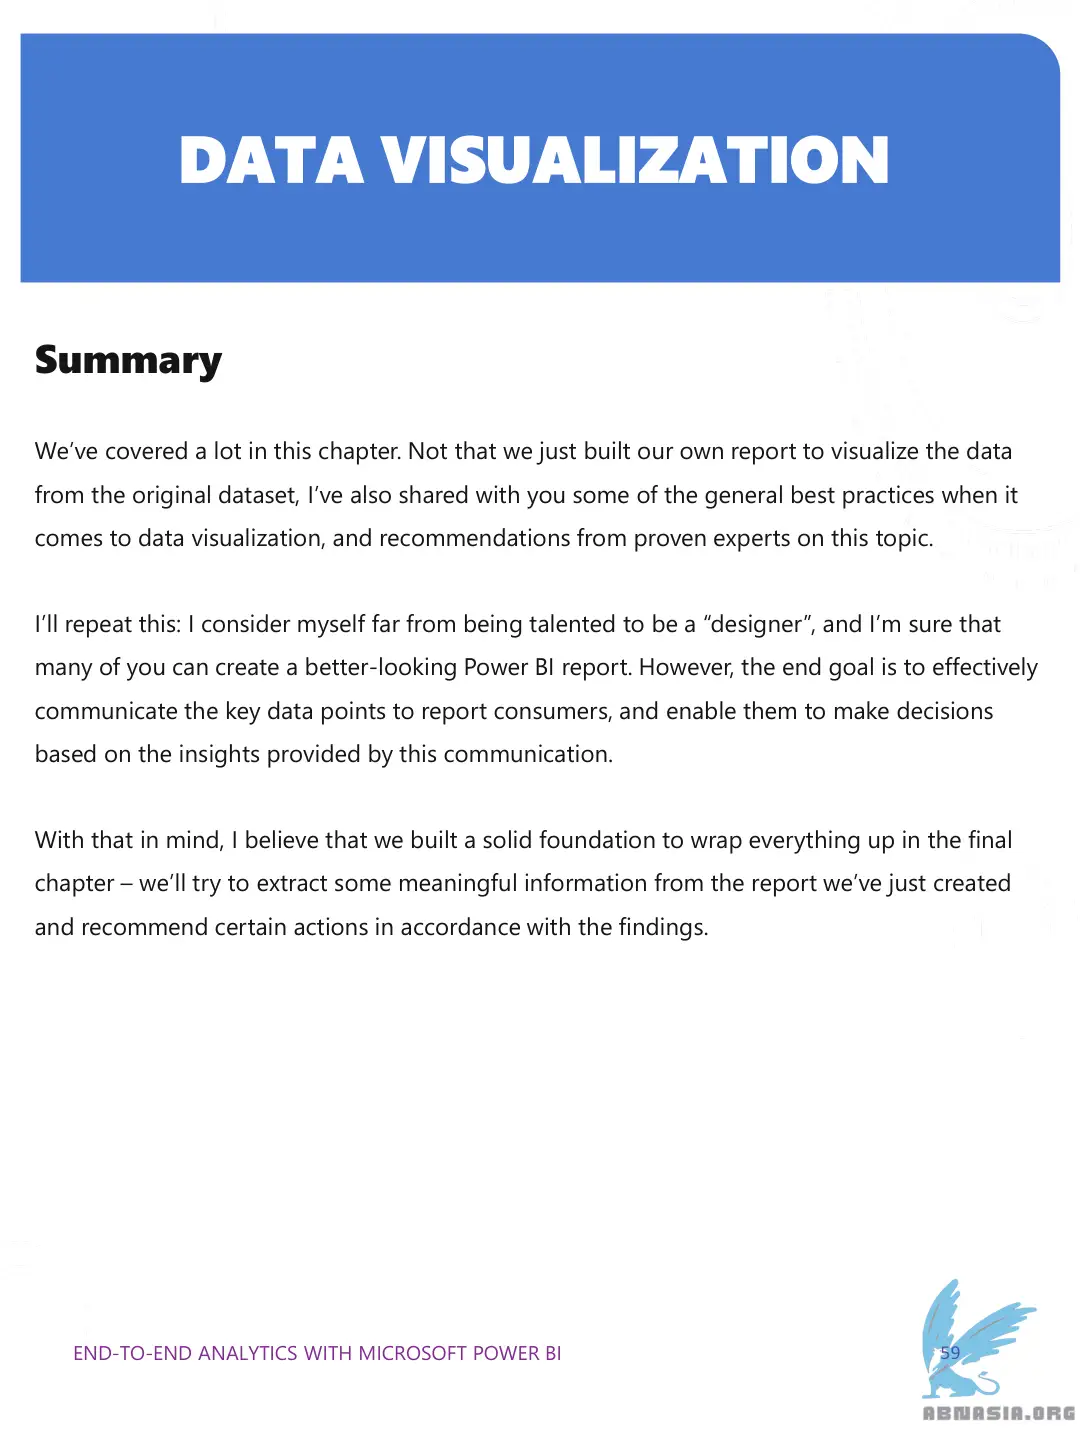 DATA VISUALIZATION
Summary
We’ve covered a lot in this chapter. Not that we just built our own report to visualize the data
from the original dataset, I’ve also shared with you some of the general best practices when it
comes to data visualization, and recommendations from proven experts on this topic.
I’ll repeat this: I consider myself far from being talented to be a “designer”, and I’m sure that
many of you can create a better-looking Power BI report. However, the end goal is to effectively
communicate the key data points to report consumers, and enable them to make decisions
based on the insights provided by this communication.
With that in mind, I believe that we built a solid foundation to wrap everything up in the final
chapter – we’ll try to extract some meaningful information from the report we’ve just created
and recommend certain actions in accordance with the findings.
END-TO-END ANALYTICS WITH MICROSOFT POWER BI
59
ABNASIA.ORG